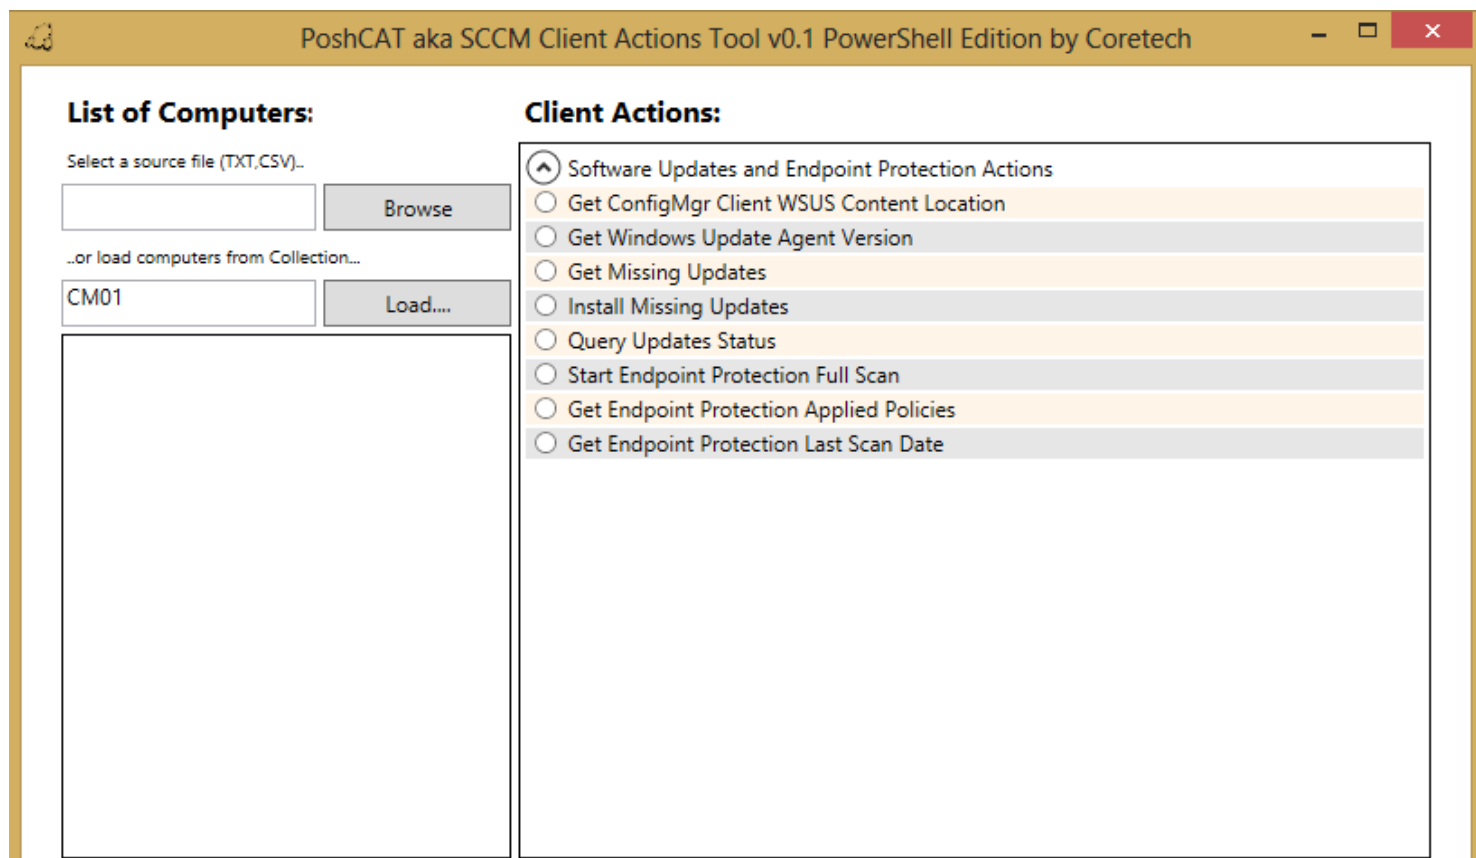 PoshCAT aka SCCM Client Actions Tool v0.1 PowerShell Edition by Coretech
List of Computers:
Select a source file (TXT,CSV)..
Browse
..or load computers from Collection...
CM01
Load....
Client Actions:
Software Updates and Endpoint Protection Actions
Get ConfigMgr Client WSUS Content Location
Get Windows Update Agent Version
Get Missing Updates
Install Missing Updates
Query Updates Status
Start Endpoint Protection Full Scan
Get Endpoint Protection Applied Policies
Get Endpoint Protection Last Scan Date